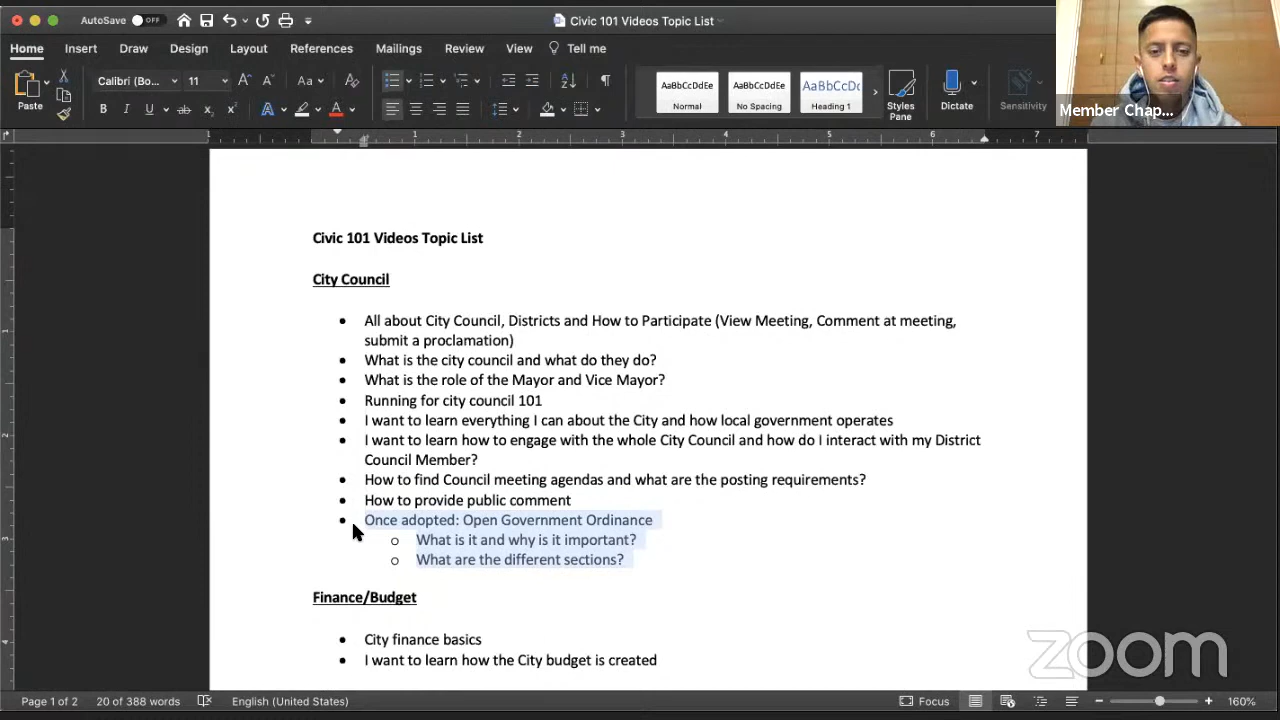 AutoSave OFF
Civic 101 Videos Topic List
Home Insert Draw Design Layout References Mailings Review View Tell me
Paste
Calibri (Bo... 11
AaBbCcDdEe
Normal
AaBbCcDdEe
No Spacing
AaBbCcDc
Heading 1
Styles
Pane
Dictate
Sensitivity
Member Chap...
1 1 2 3 4 5 6 7
Civic 101 Videos Topic List
City Council
All about City Council, Districts and How to Participate (View Meeting, Comment at meeting,
submit a proclamation)
What is the city council and what do they do?
What is the role of the Mayor and Vice Mayor?
Running for city council 101
I want to learn everything I can about the City and how local government operates
I want to learn how to engage with the whole City Council and how do I interact with my District
Council Member?
How to find Council meeting agendas and what are the posting requirements?
How to provide public comment
Once adopted: Open Government Ordinance
What is it and why is it important?
What are the different sections?
Finance/Budget
City finance basics
I want to learn how the City budget is created
zoom
Page 1 of 2 20 of 388 words English (United States) Focus 160%